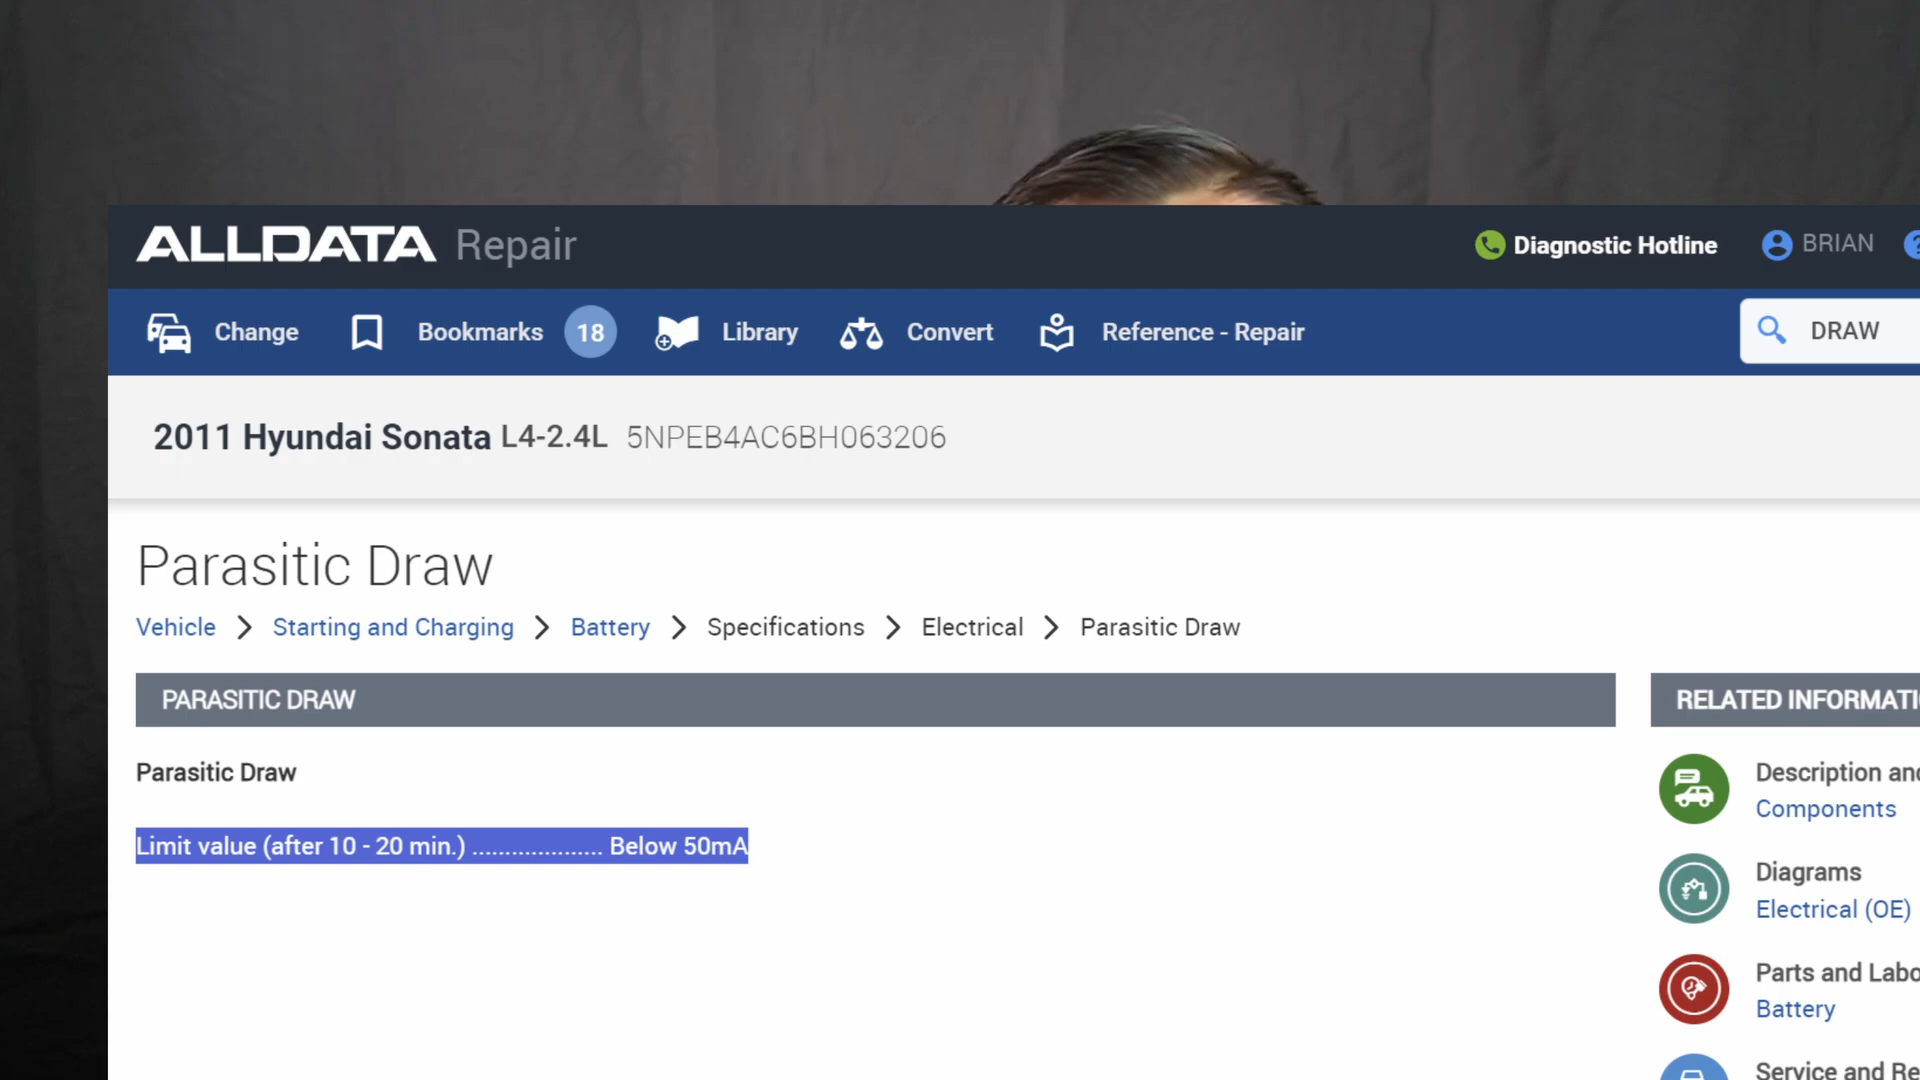 ALLDATA Repair
Diagnostic Hotline
BRIAN
Change
Bookmarks 18
Library
Convert
Reference - Repair
DRAW
2011 Hyundai Sonata L4-2.4L 5NPEB4AC6BH063206
Parasitic Draw
Vehicle > Starting and Charging > Battery > Specifications > Electrical > Parasitic Draw
PARASITIC DRAW
RELATED INFORMATI
Parasitic Draw
Limit value (after 10 - 20 min.) .................... Below 50mA
Description and
Components
Diagrams
Electrical (OE)
Parts and Labo
Battery
Service and Re